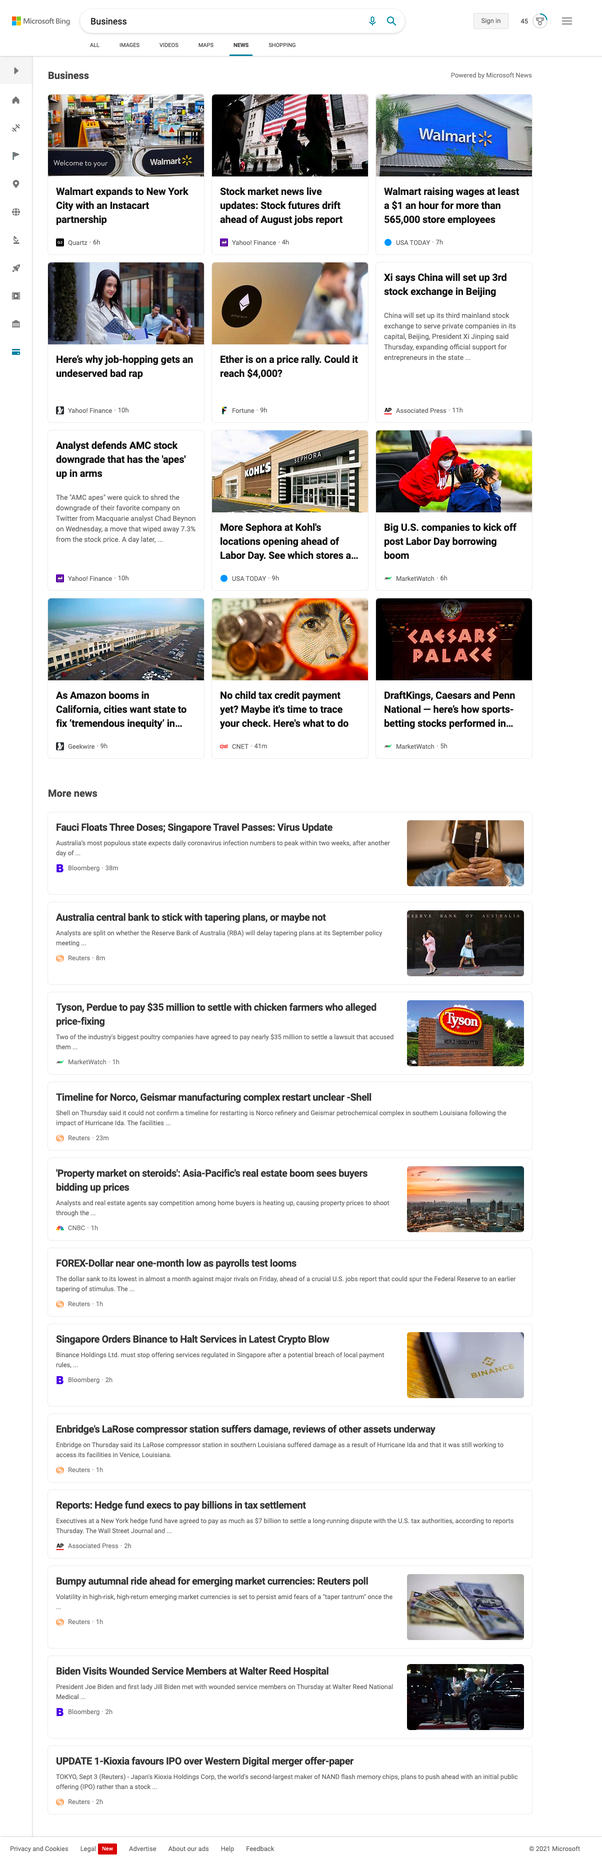 Microsoft Bing
Business
Sign in
45
ALL
IMAGES
VIDEOS
MAPS
NEWS
SHOPPING
Business
Powered by Microsoft News
Welcome to your
Walmart
Walmart
Walmart expands to New York
City with an Instacart
partnership
Quartz · 6h
Stock market news live
updates: Stock futures drift
ahead of August jobs report
Yahoo! Finance · 4h
Walmart raising wages at least
a $1 an hour for more than
565,000 store employees
USA TODAY · 7h
Here's why job-hopping gets an
undeserved bad rap
Yahoo! Finance · 10h
Ether is on a price rally. Could it
reach $4,000?
Fortune · 9h
Xi says China will set up 3rd
stock exchange in Beijing
China will set up its third mainland stock
exchange to serve private companies in its
capital, Beijing, President Xi Jinping said
Thursday, expanding official support for
entrepreneurs in the state ...
AP
Associated Press · 11h
Analyst defends AMC stock
downgrade that has the 'apes'
up in arms
The "AMC apes" were quick to shred the
downgrade of their favorite company on
Twitter from Macquarie analyst Chad Beynon
on Wednesday, a move that wiped away 7.3%
from the stock price. A day later, ...
Yahoo! Finance · 10h
KOHL'S
SEPHORA
More Sephora at Kohl's
locations opening ahead of
Labor Day. See which stores a...
USA TODAY · 9h
Big U.S. companies to kick off
post Labor Day borrowing
boom
MarketWatch · 6h
As Amazon booms in
California, cities want state to
fix 'tremendous inequity' in...
Geekwire · 9h
No child tax credit payment
yet? Maybe it's time to trace
your check. Here's what to do
CNET · 41m
CAESARS
PALACE
DraftKings, Caesars and Penn
National — here's how sports-
betting stocks performed in...
MarketWatch · 5h
More news
Fauci Floats Three Doses; Singapore Travel Passes: Virus Update
Australia's most populous state expects daily coronavirus infection numbers to peak within two weeks, after another
day of ...
B
Bloomberg · 38m
Australia central bank to stick with tapering plans, or maybe not
Analysts are split on whether the Reserve Bank of Australia (RBA) will delay tapering plans at its September policy
meeting ...
Reuters · 8m
RESERVE BANK OF AUSTRALIA
Tyson, Perdue to pay $35 million to settle with chicken farmers who alleged
price-fixing
Two of the industry's biggest poultry companies have agreed to pay nearly $35 million to settle a lawsuit that accused
them ...
MarketWatch · 1h
Tyson
Timeline for Norco, Geismar manufacturing complex restart unclear -Shell
Shell on Thursday said it could not confirm a timeline for restarting is Norco refinery and Geismar petrochemical complex in southern Louisiana following the
impact of Hurricane Ida. The facilities ...
Reuters · 23m
'Property market on steroids': Asia-Pacific's real estate boom sees buyers
bidding up prices
Analysts and real estate agents say competition among home buyers is heating up, causing property prices to shoot
through the ...
CNBC · 1h
FOREX-Dollar near one-month low as payrolls test looms
The dollar sank to its lowest in almost a month against major rivals on Friday, ahead of a crucial U.S. jobs report that could spur the Federal Reserve to an earlier
tapering of stimulus. The ...
Reuters · 1h
Singapore Orders Binance to Halt Services in Latest Crypto Blow
Binance Holdings Ltd. must stop offering services regulated in Singapore after a potential breach of local payment
rules, ...
B
Bloomberg · 2h
BINANCE
Enbridge's LaRose compressor station suffers damage, reviews of other assets underway
Enbridge on Thursday said its LaRose compressor station in southern Louisiana suffered damage as a result of Hurricane Ida and that it was still working to
access its facilities in Venice, Louisiana.
Reuters · 1h
Reports: Hedge fund execs to pay billions in tax settlement
Executives at a New York hedge fund have agreed to pay as much as $7 billion to settle a long-running dispute with the U.S. tax authorities, according to reports
Thursday. The Wall Street Journal and ...
AP
Associated Press · 2h
Bumpy autumnal ride ahead for emerging market currencies: Reuters poll
Volatility in high-risk, high-return emerging market currencies is set to persist amid fears of a "taper tantrum" once the
...
Reuters · 1h
Biden Visits Wounded Service Members at Walter Reed Hospital
President Joe Biden and first lady Jill Biden met with wounded service members on Thursday at Walter Reed National
Medical ...
B
Bloomberg · 2h
UPDATE 1-Kioxia favours IPO over Western Digital merger offer-paper
TOKYO, Sept 3 (Reuters) - Japan's Kioxia Holdings Corp, the world's second-largest maker of NAND flash memory chips, plans to push ahead with an initial public
offering (IPO) rather than a stock ...
Reuters · 2h
Privacy and Cookies
Legal
New
Advertise
About our ads
Help
Feedback
© 2021 Microsoft